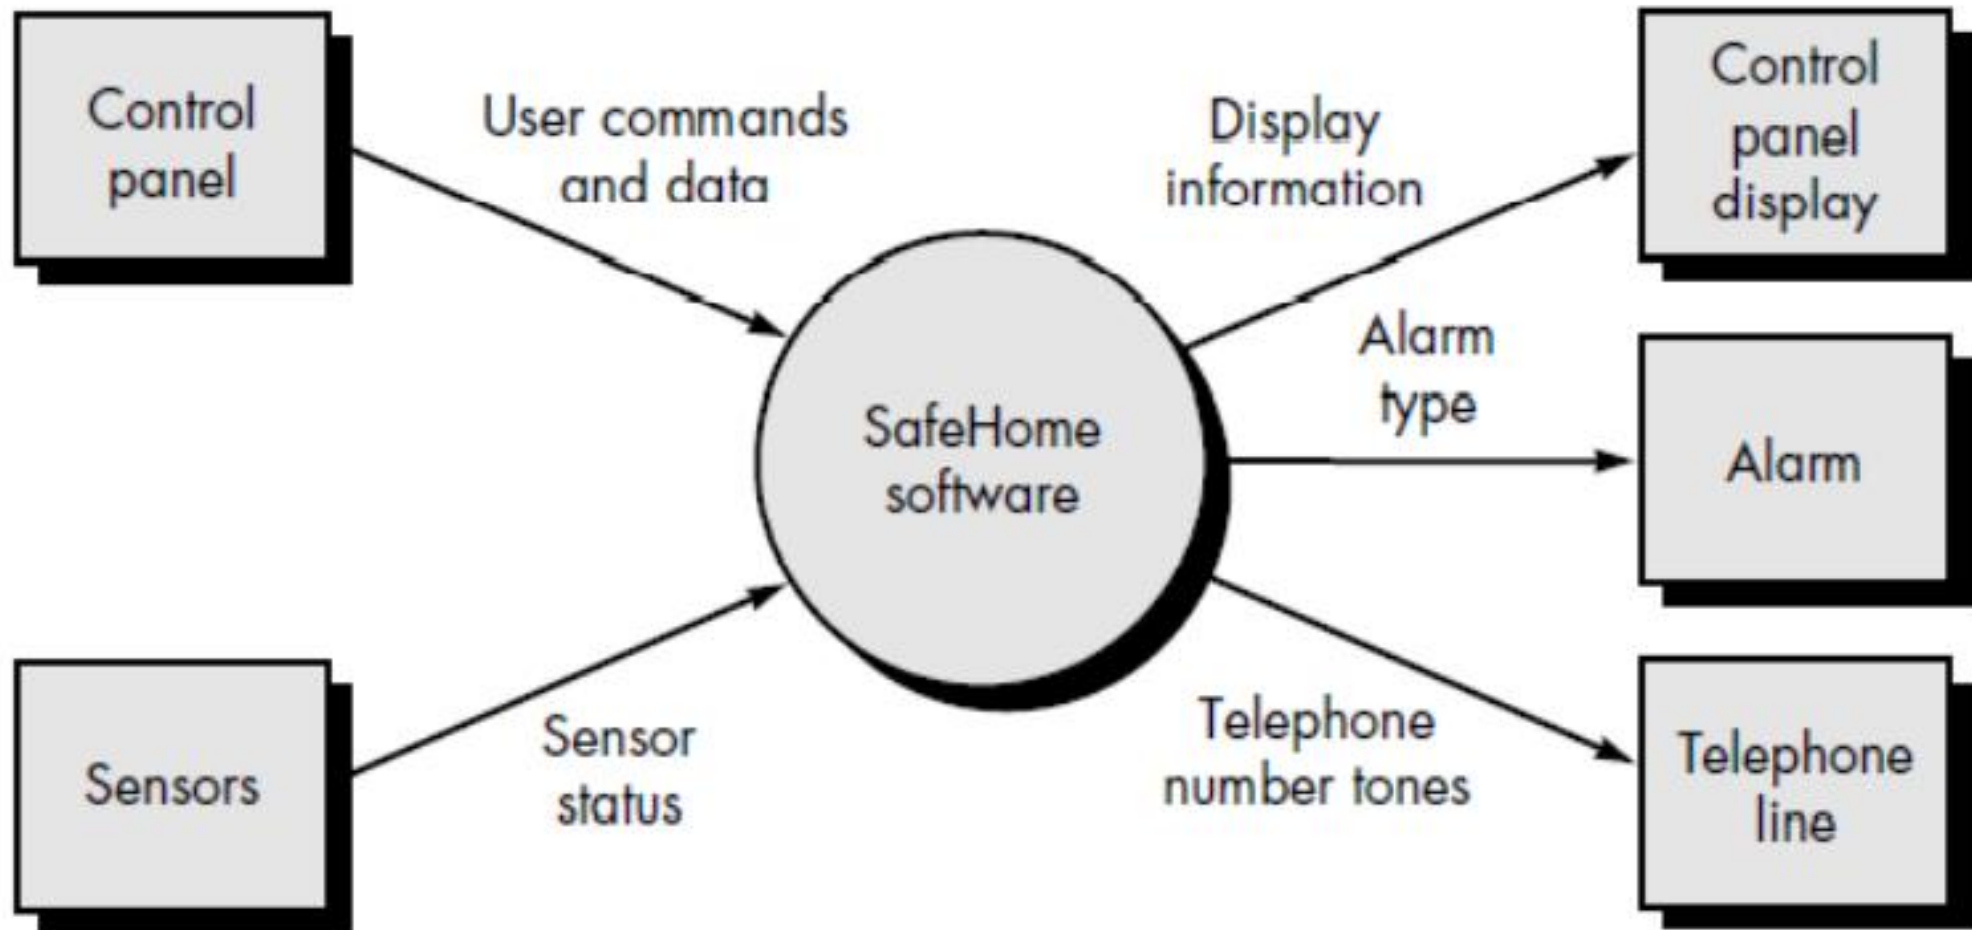 Control
panel
User commands
and data
Display
information
Control
panel
display
SafeHome
software
Alarm
type
Alarm
Sensors
Sensor
status
Telephone
number tones
Telephone
line